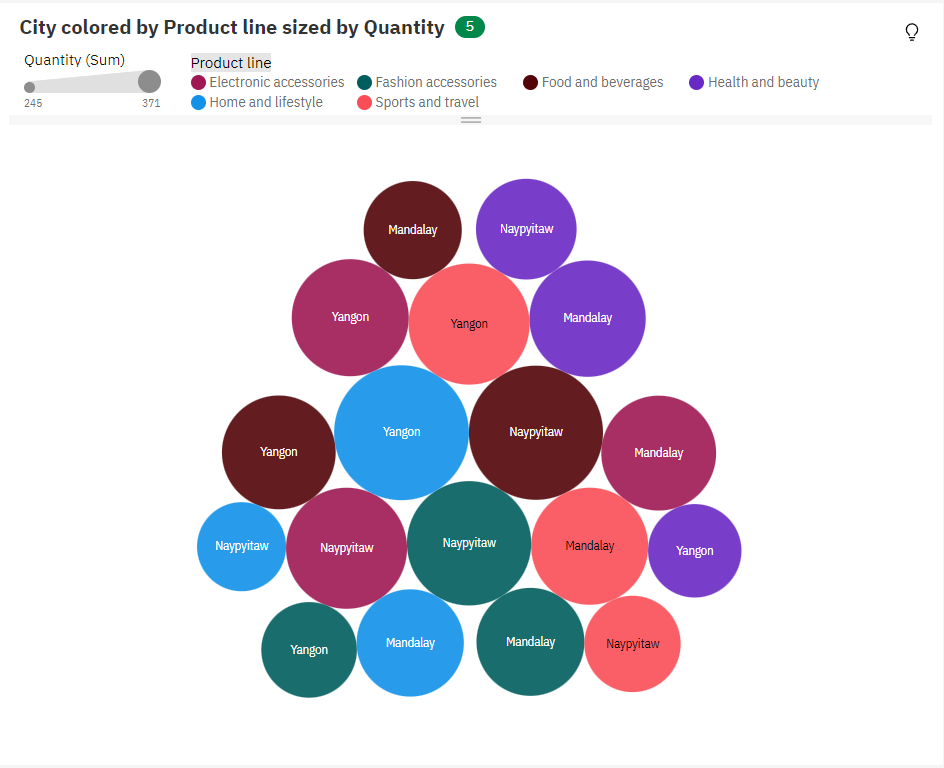 City colored by Product line sized by Quantity 5
Quantity (Sum)
245 371
Product line
Electronic accessories Fashion accessories Food and beverages Health and beauty
Home and lifestyle Sports and travel
Mandalay Naypyitaw
Yangon Yangon Mandalay
Yangon Yangon Naypyitaw Mandalay
Naypyitaw Naypyitaw Naypyitaw Mandalay Yangon
Yangon Mandalay Mandalay Naypyitaw